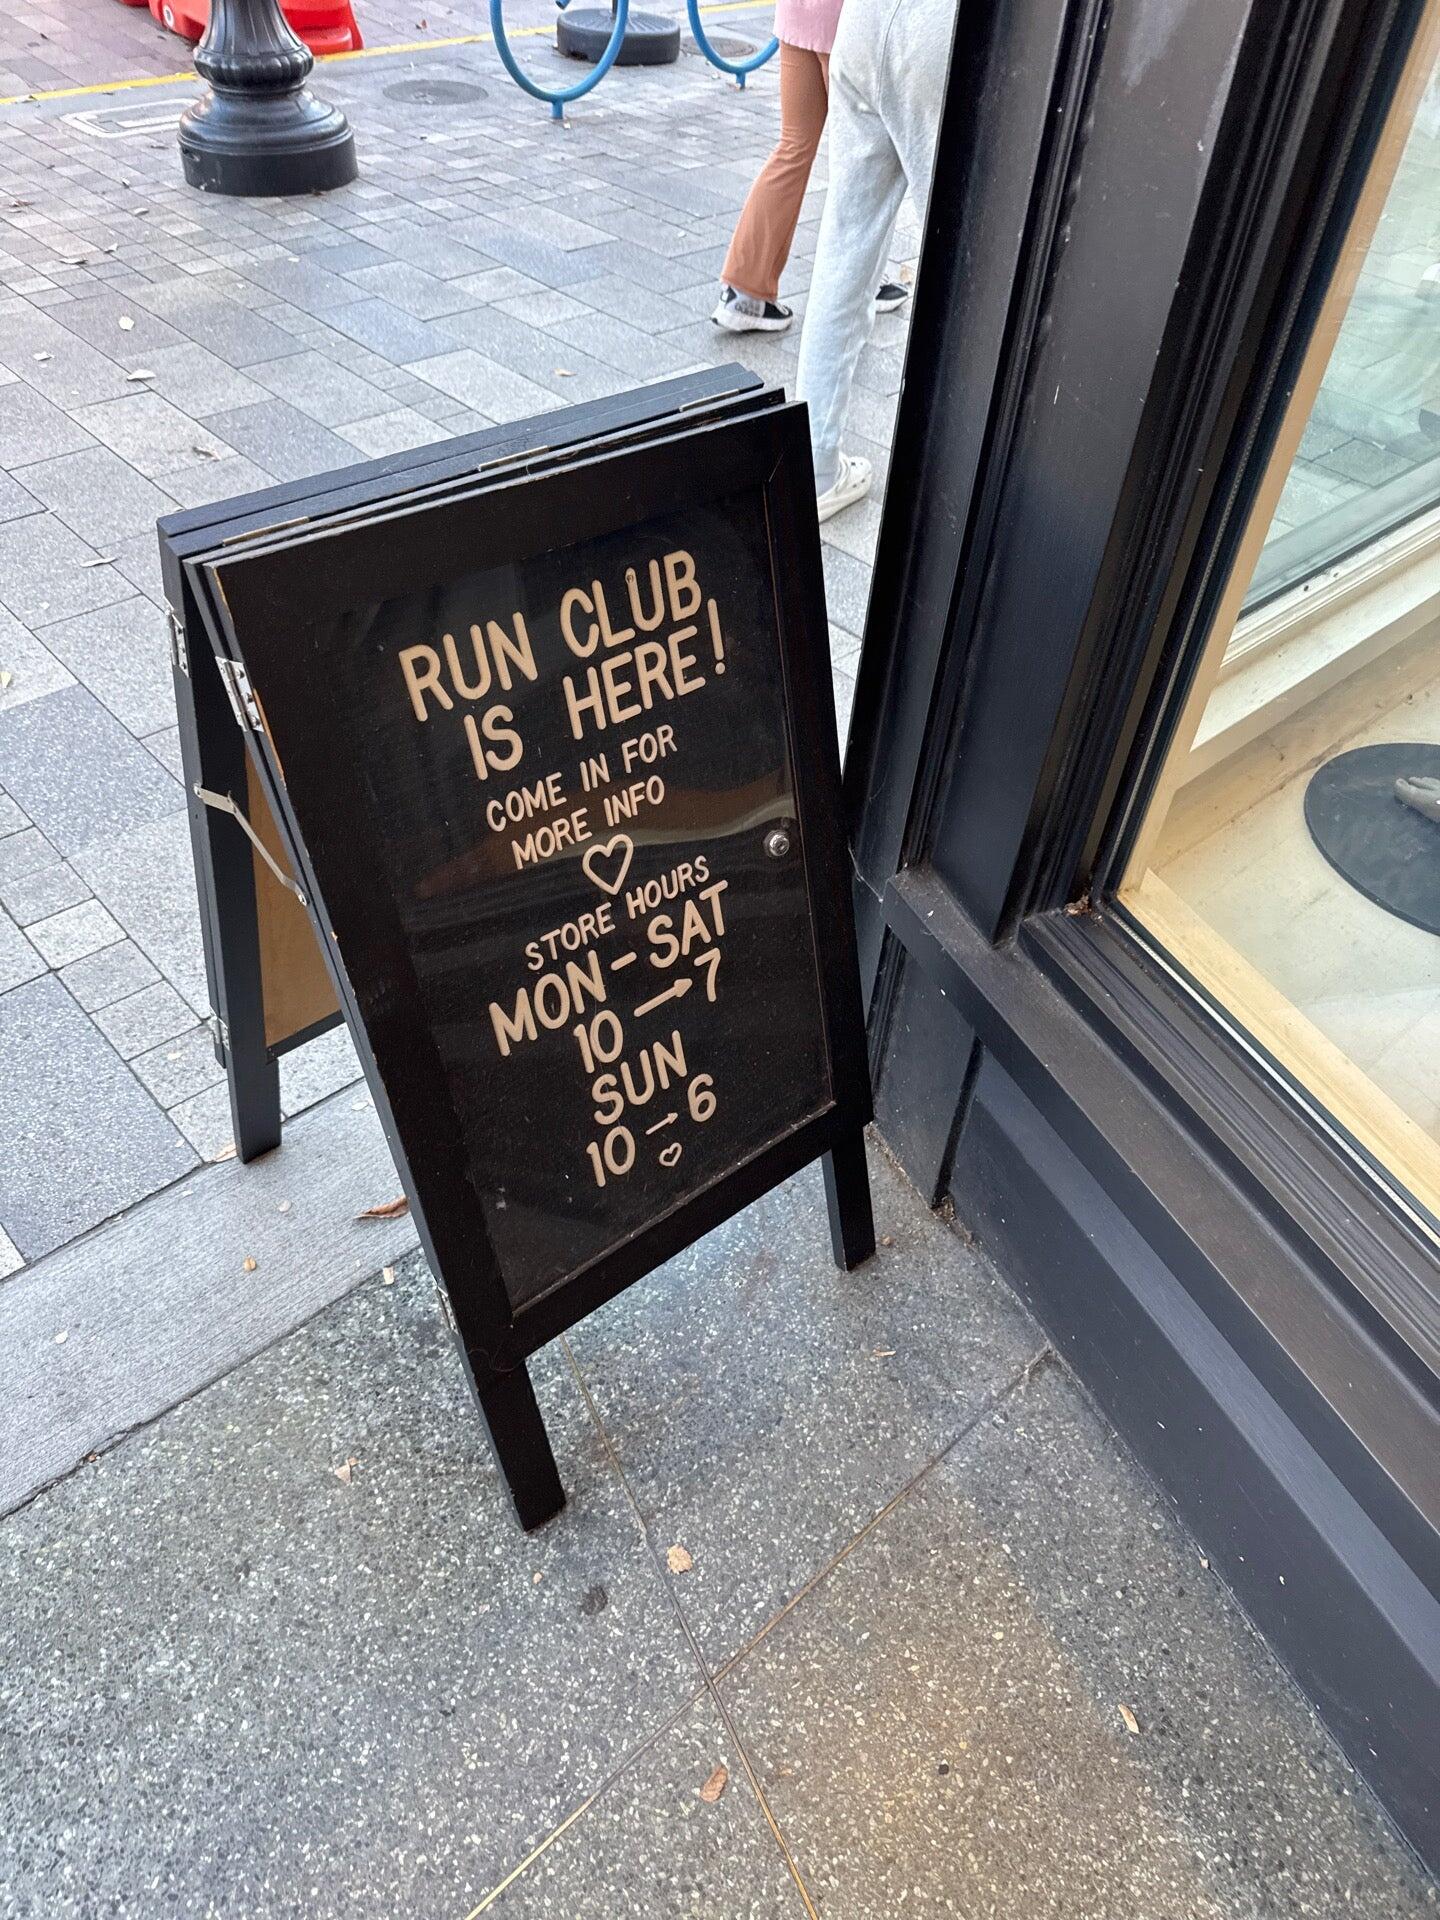 RUN CLUB
IS HERE!
COME IN FOR
MORE INFO
♡
STORE HOURS
MON-SAT
10→7
SUN
10→6
♡